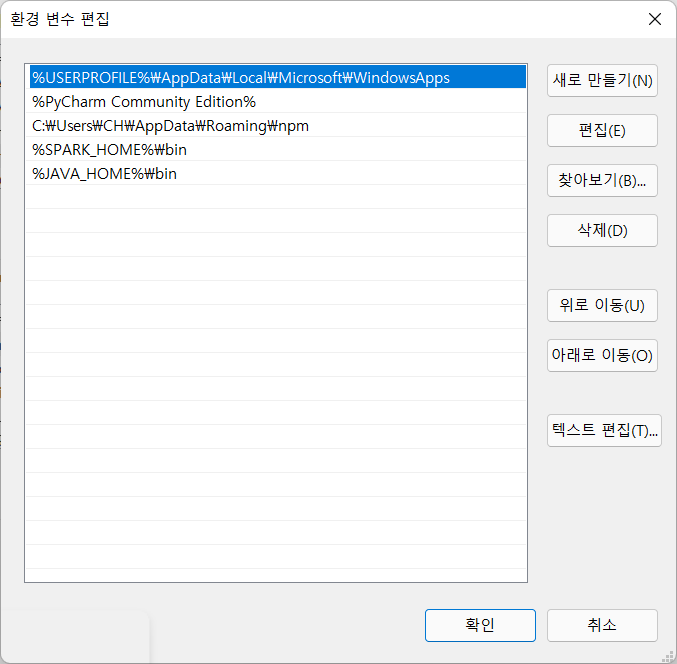 환경 변수 편집
%USERPROFILE%₩AppData₩Local₩Microsoft₩WindowsApps
%PyCharm Community Edition%
C:₩Users₩CH₩AppData₩Roaming₩npm
%SPARK_HOME%₩bin
%JAVA_HOME%₩bin
새로 만들기(N)
편집(E)
찾아보기(B)...
삭제(D)
위로 이동(U)
아래로 이동(O)
텍스트 편집(T)...
확인
취소